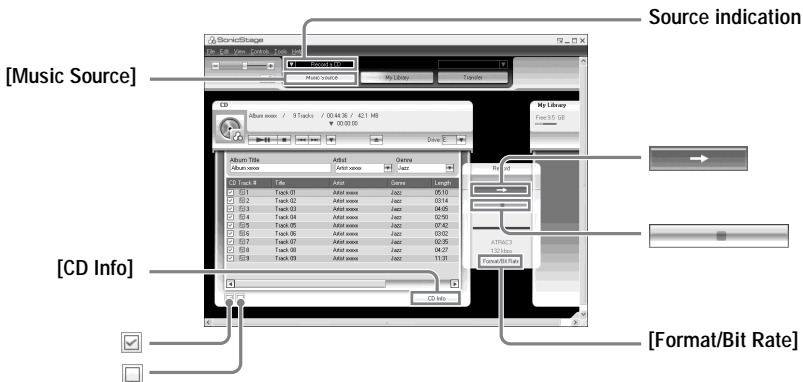 Source indication
SonicStage
File Edit View Controls Tools Help
Record a CD
[Music Source]
Music Source My Library Transfer
CD
Album xxxxx / 9 Tracks / 00:44:36 / 42.1 MB
00:00:00
Drive: E
My Library
Free:9.5 GB
Album Title Artist Genre
Album xxxxx Artist xxxxx Jazz
Record
CD Track # Title Artist Genre Length
1 Track 01 Artist xxxxx Jazz 05:10
2 Track 02 Artist xxxxx Jazz 03:14
3 Track 03 Artist xxxxx Jazz 04:05
4 Track 04 Artist xxxxx Jazz 02:50
5 Track 05 Artist xxxxx Jazz 07:42
6 Track 06 Artist xxxxx Jazz 03:02
7 Track 07 Artist xxxxx Jazz 02:35
8 Track 08 Artist xxxxx Jazz 04:27
9 Track 09 Artist xxxxx Jazz 11:31
ATRAC3
132 kbps
Format/Bit Rate
[CD Info]
CD Info
[Format/Bit Rate]